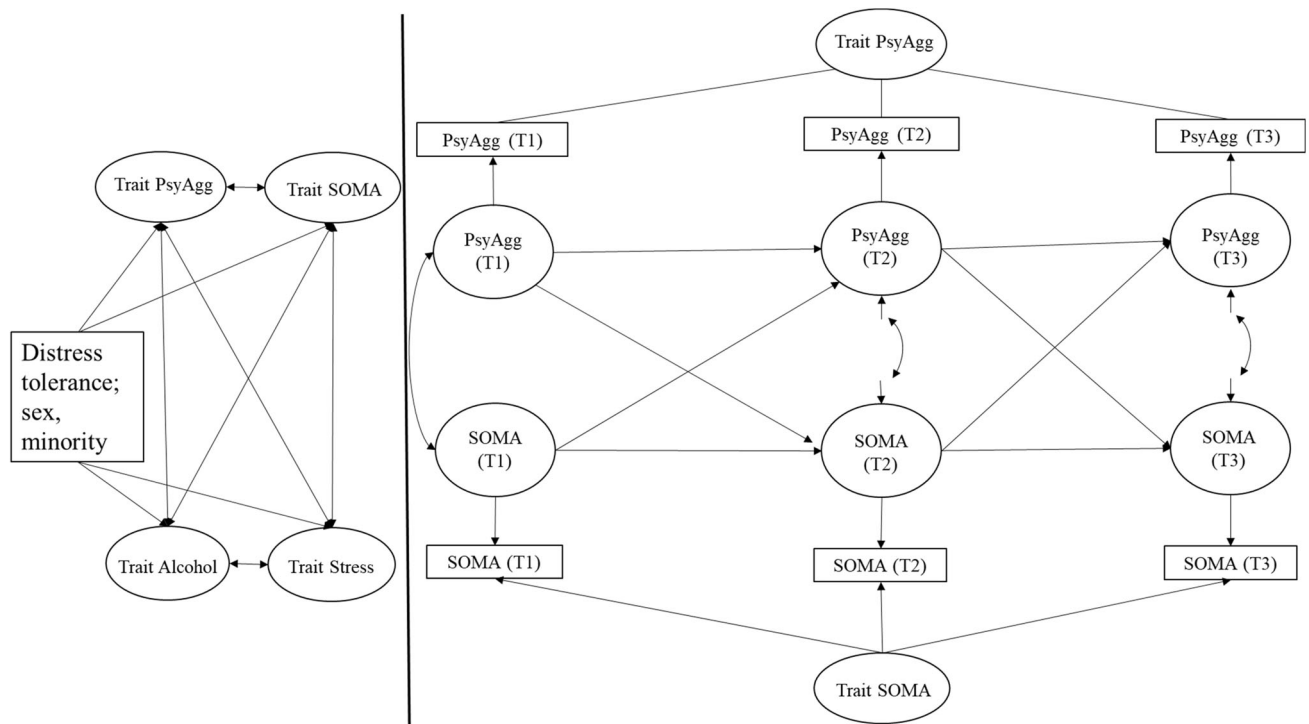 Trait PsyAgg
Trait SOMA
Distress
tolerance;
sex,
minority
Trait Alcohol
Trait Stress
Trait PsyAgg
PsyAgg (T1)
PsyAgg (T2)
PsyAgg (T3)
PsyAgg
(T1)
PsyAgg
(T2)
PsyAgg
(T3)
SOMA
(T1)
SOMA
(T2)
SOMA
(T3)
SOMA (T1)
SOMA (T2)
SOMA (T3)
Trait SOMA